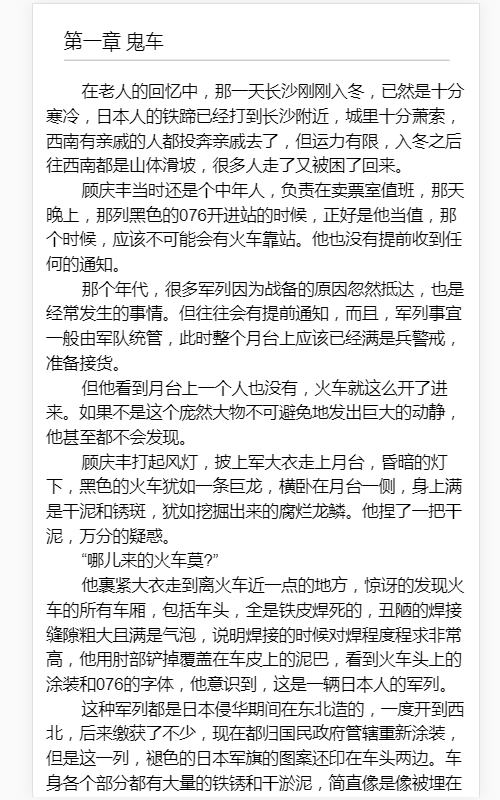 第一章 鬼车
在老人的回忆中，那一天长沙刚刚入冬，已然是十分
寒冷，日本人的铁蹄已经打到长沙附近，城里十分萧索，
西南有亲戚的人都投奔亲戚去了，但运力有限，入冬之后
往西南都是山体滑坡，很多人走了又被困了回来。
顾庆丰当时还是个中年人，负责在卖票室值班，那天
晚上，那列黑色的076开进站的时候，正好是他当值，那
个时候，应该不可能会有火车靠站。他也没有提前收到任
何的通知。
那个年代，很多军列因为战备的原因忽然抵达，也是
经常发生的事情。但往往会有提前通知，而且，军列事宜
一般由军队统管，此时整个月台上应该已经满是兵警戒，
准备接货。
但他看到月台上一个人也没有，火车就这么开了进
来。如果不是这个庞然大物不可避免地发出巨大的动静，
他甚至都不会发现。
顾庆丰打起风灯，披上军大衣走上月台，昏暗的灯
下，黑色的火车犹如一条巨龙，横卧在月台一侧，身上满
是干泥和锈斑，犹如挖掘出来的腐烂龙鳞。他捏了一把干
泥，万分的疑惑。
“哪儿来的火车莫?”
他裹紧大衣走到离火车近一点的地方，惊讶的发现火
车的所有车厢，包括车头，全是铁皮焊死的，丑陋的焊接
缝隙粗大且满是气泡，说明焊接的时候对焊程度程求非常
高，他用肘部铲掉覆盖在车皮上的泥巴，看到火车头上的
涂装和076的字体，他意识到，这是一辆日本人的军列。
这种军列都是日本侵华期间在东北造的，一度开到西
北，后来缴获了不少，现在都归国民政府管辖重新涂装，
但是这一列，褪色的日本军旗的图案还印在车头两边。车
身各个部分都有大量的铁锈和干淤泥，简直像是像被埋在